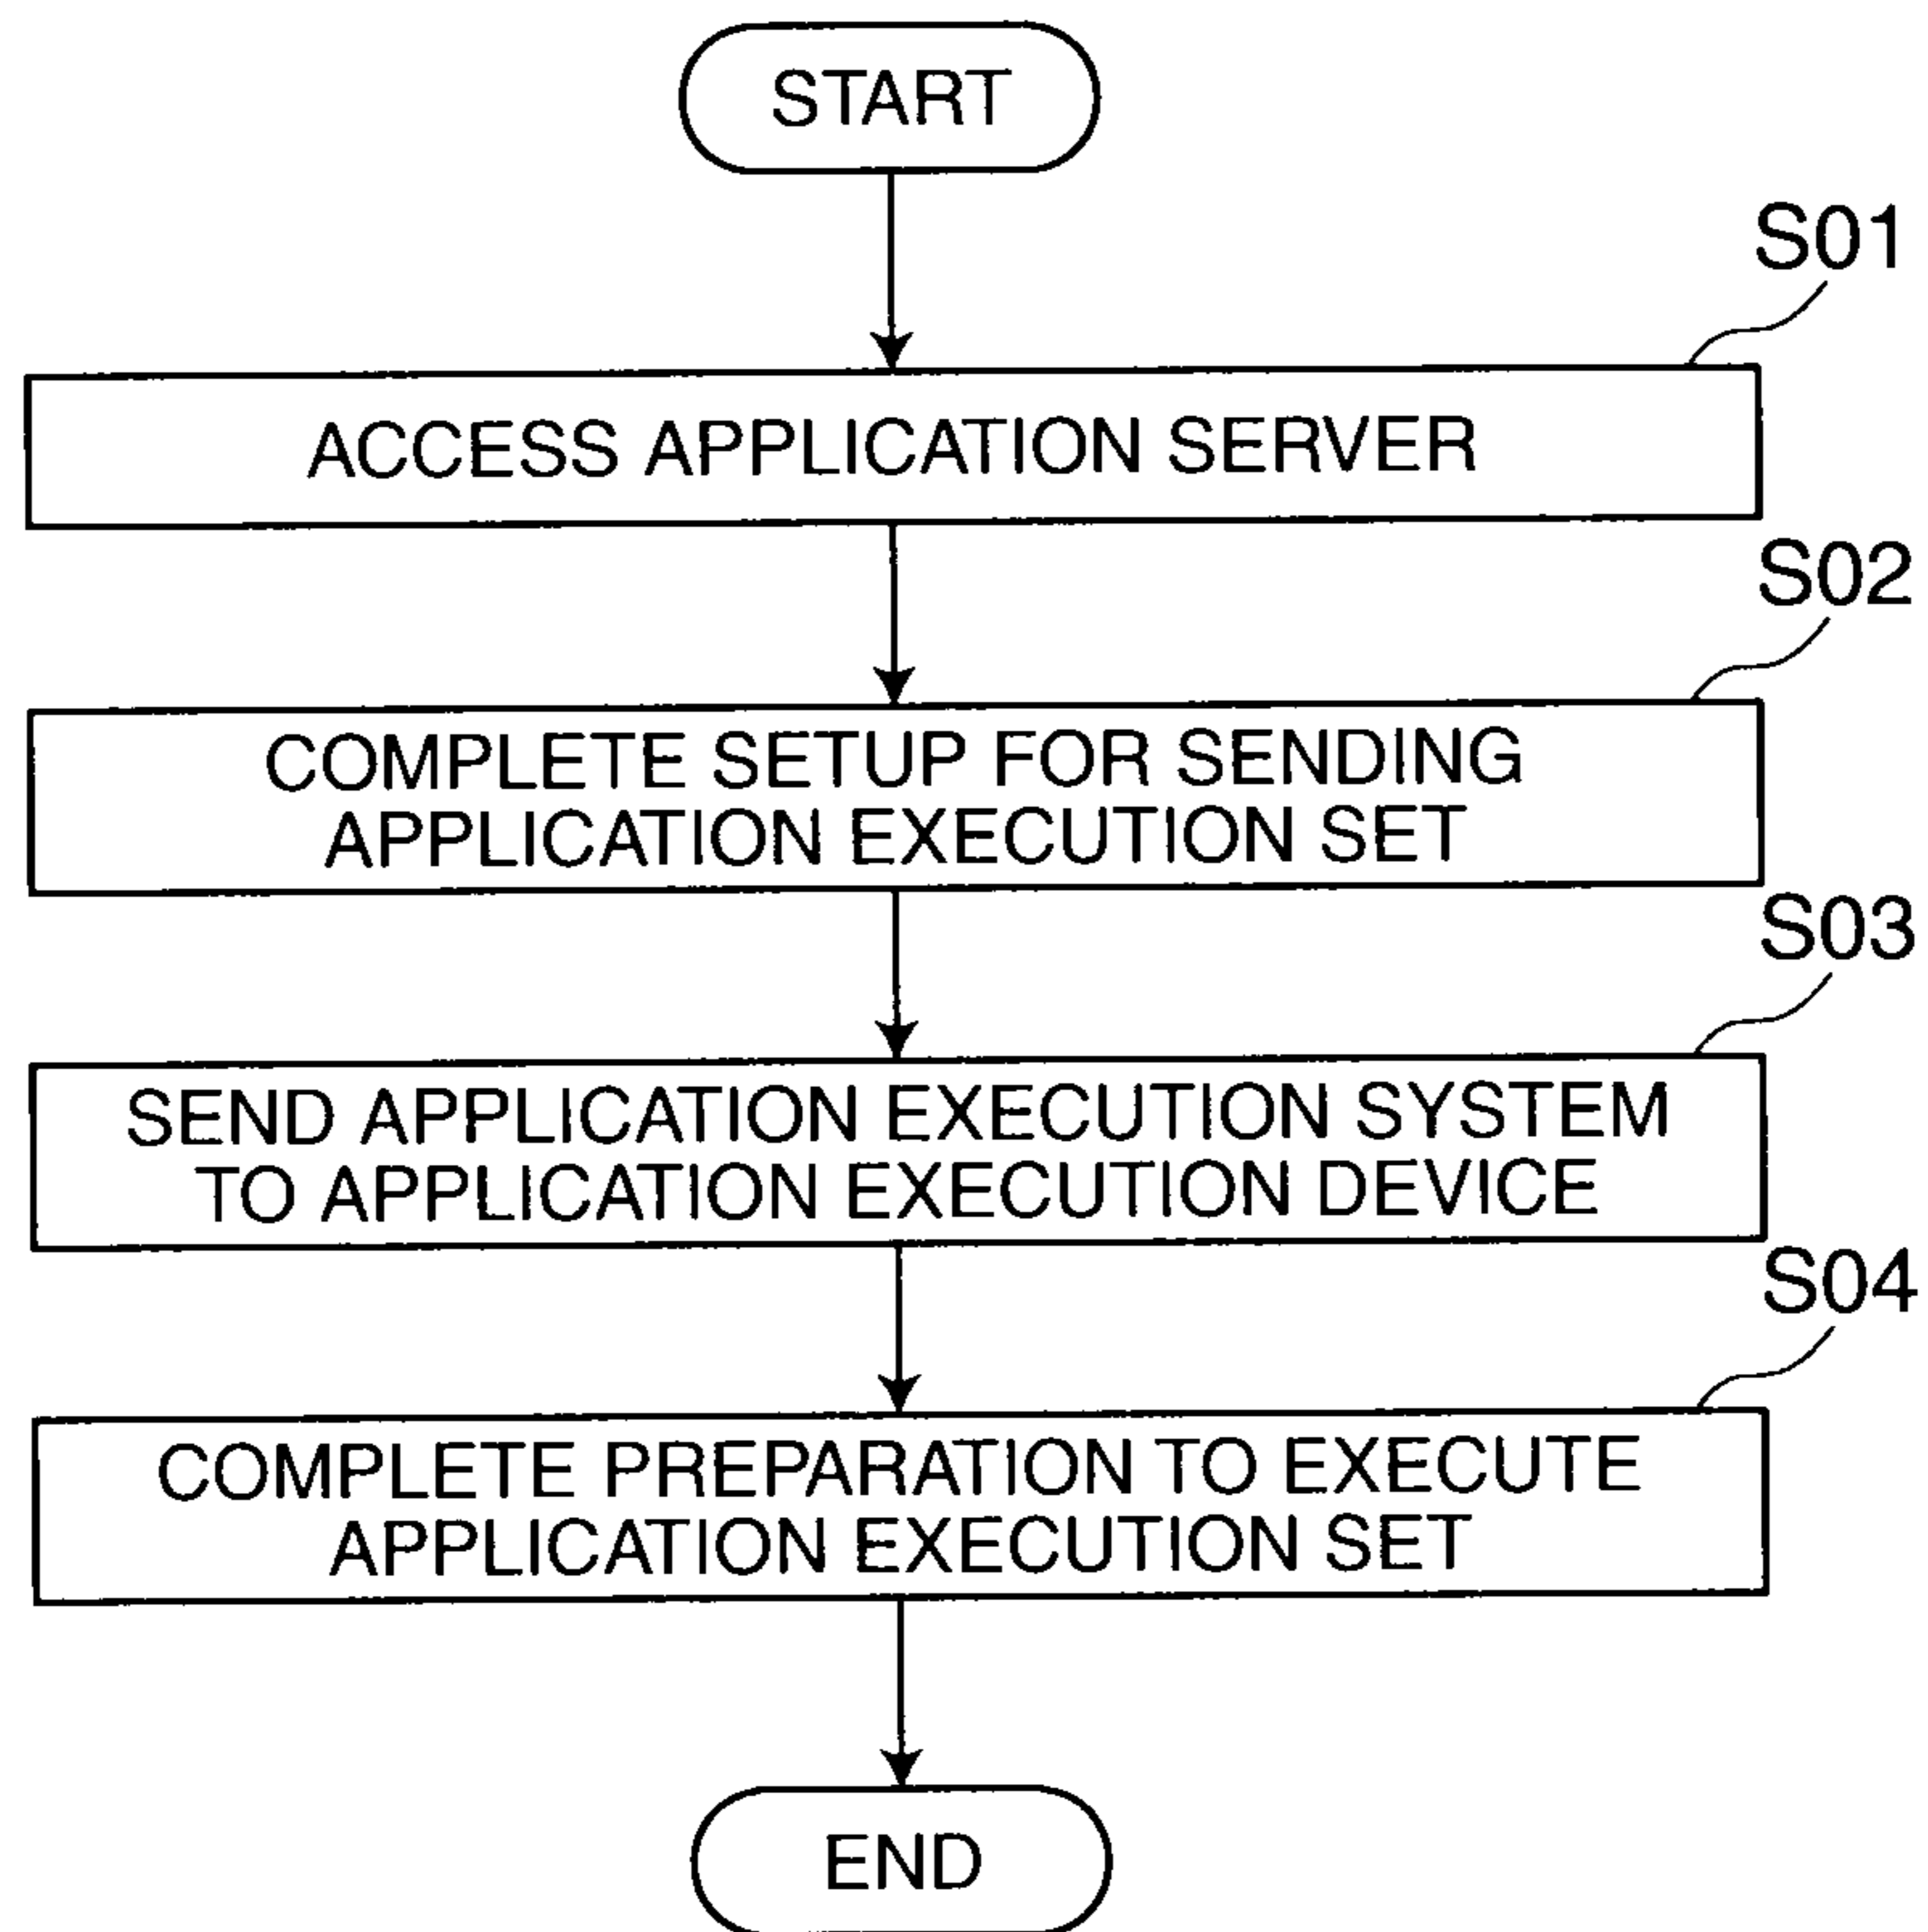 START
S01
ACCESS APPLICATION SERVER
S02
COMPLETE SETUP FOR SENDING
APPLICATION EXECUTION SET
S03
SEND APPLICATION EXECUTION SYSTEM
TO APPLICATION EXECUTION DEVICE
S04
COMPLETE PREPARATION TO EXECUTE
APPLICATION EXECUTION SET
END